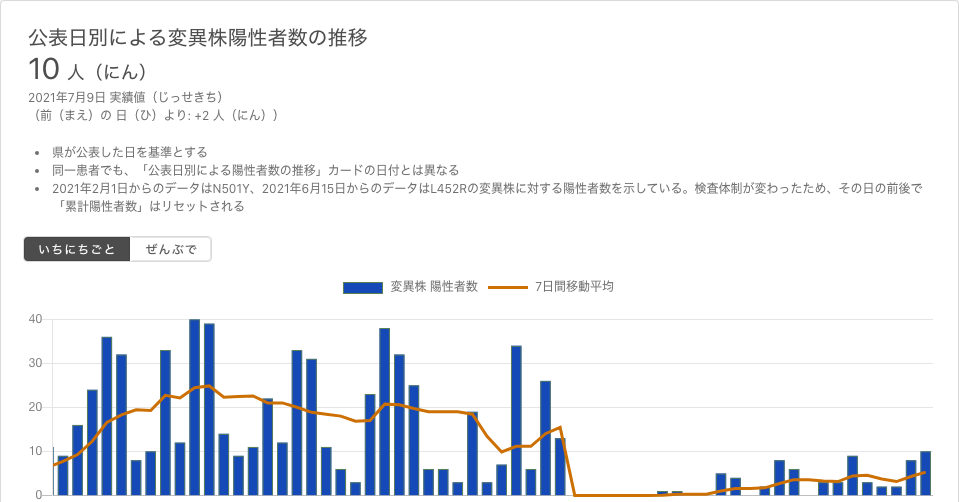 公表日別による変異株陽性者数の推移
10 人（にん）
2021年7月9日 実績値（じっせきち）
（前（まえ）の 日（ひ）より: +2 人（にん））
• 県が公表した日を基準とする
• 同一患者でも、「公表日別による陽性者数の推移」カードの日付とは異なる
• 2021年2月1日からのデータはN501Y、2021年6月15日からのデータはL452Rの変異株に対する陽性者数を示している。検査体制が変わったため、その日の前後で
「累計陽性者数」はリセットされる
いちにちごと ぜんぶで
変異株 陽性者数 7日間移動平均
40
30
20
10
0